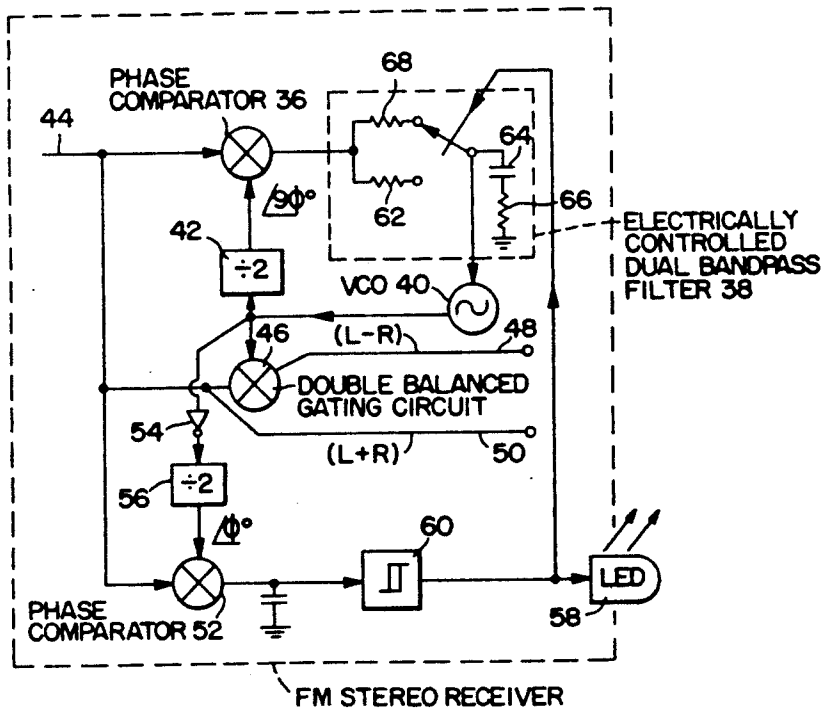 PHASE
COMPARATOR 36
44
68
64
62
66
∠90°
42
÷2
ELECTRICALLY
CONTROLLED
DUAL BANDPASS
FILTER 38
VCO 40
46
(L-R)
48
DOUBLE BALANCED
GATING CIRCUIT
54
(L+R)
50
56
÷2
60
LED
58
PHASE
COMPARATOR 52
FM STEREO RECEIVER